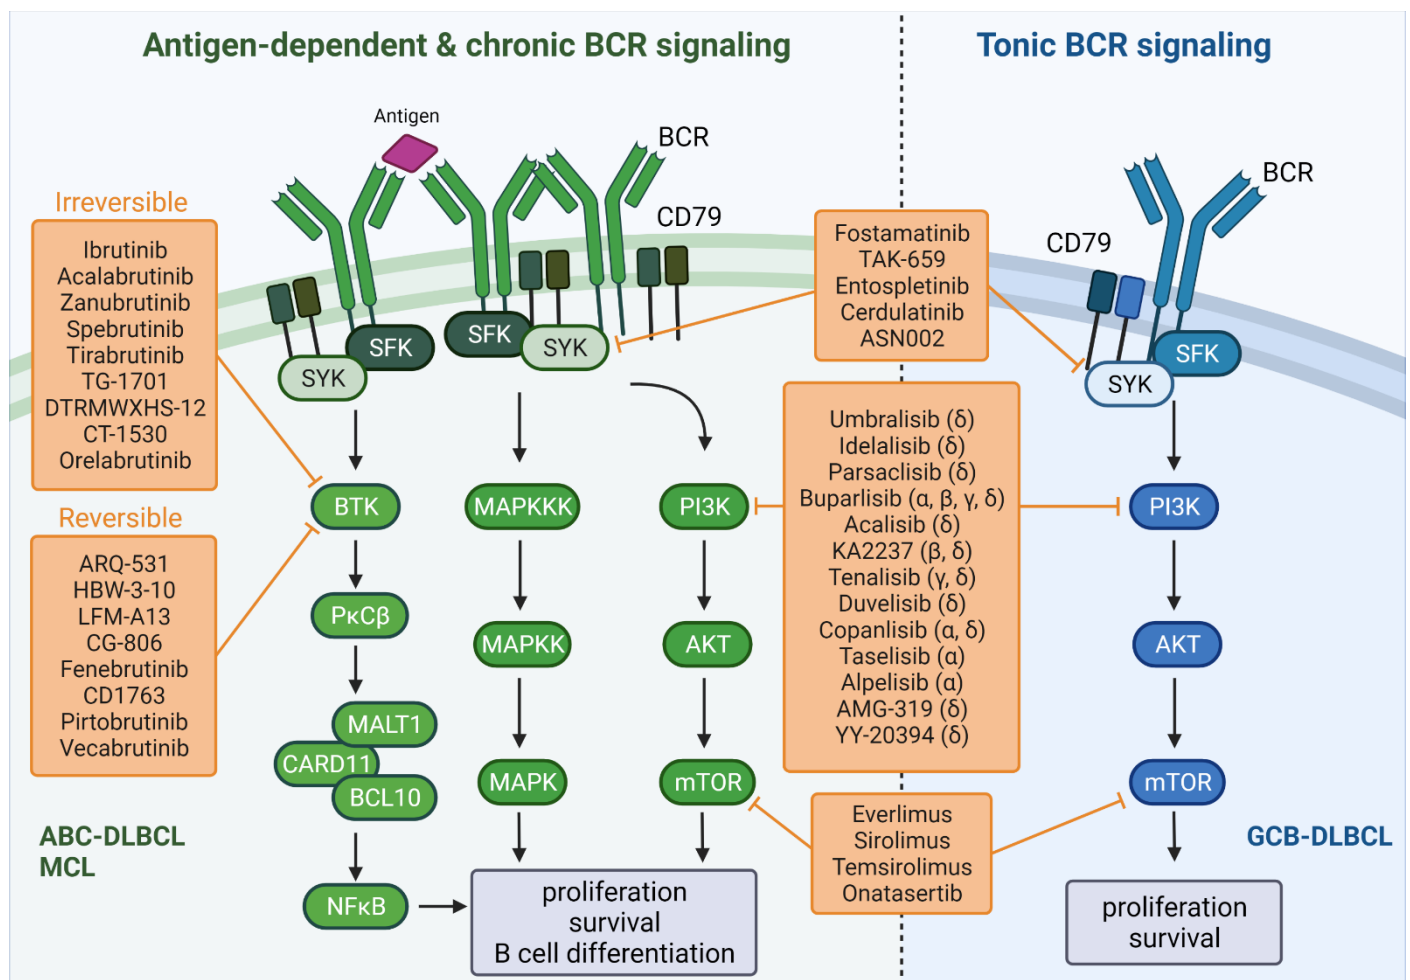 Antigen-dependent & chronic BCR signaling
Tonic BCR signaling
Antigen
BCR
CD79
BCR
CD79
Irreversible
Ibrutinib
Acalabrutinib
Zanubrutinib
Spebrutinib
Tirabrutinib
TG-1701
DTRMWXHS-12
CT-1530
Orelabrutinib
Reversible
ARQ-531
HBW-3-10
LFM-A13
CG-806
Fenebrutinib
CD1763
Pirtobrutinib
Vecabrutinib
SFK
SYK
SFK
SYK
Fostamatinib
TAK-659
Entospletinib
Cerdulatinib
ASN002
SFK
SYK
BTK
PκCβ
MALT1
CARD11
BCL10
NFκB
MAPKKK
MAPKK
MAPK
PI3K
AKT
mTOR
Umbralisib (δ)
Idelalisib (δ)
Parsaclisib (δ)
Buparlisib (α, β, γ, δ)
Acalisib (δ)
KA2237 (β, δ)
Tenalisib (γ, δ)
Duvelisib (δ)
Copanlisib (α, δ)
Taselisib (α)
Alpelisib (α)
AMG-319 (δ)
YY-20394 (δ)
Everlimus
Sirolimus
Temsirolimus
Onatasertib
PI3K
AKT
mTOR
ABC-DLBCL
MCL
GCB-DLBCL
proliferation
survival
B cell differentiation
proliferation
survival